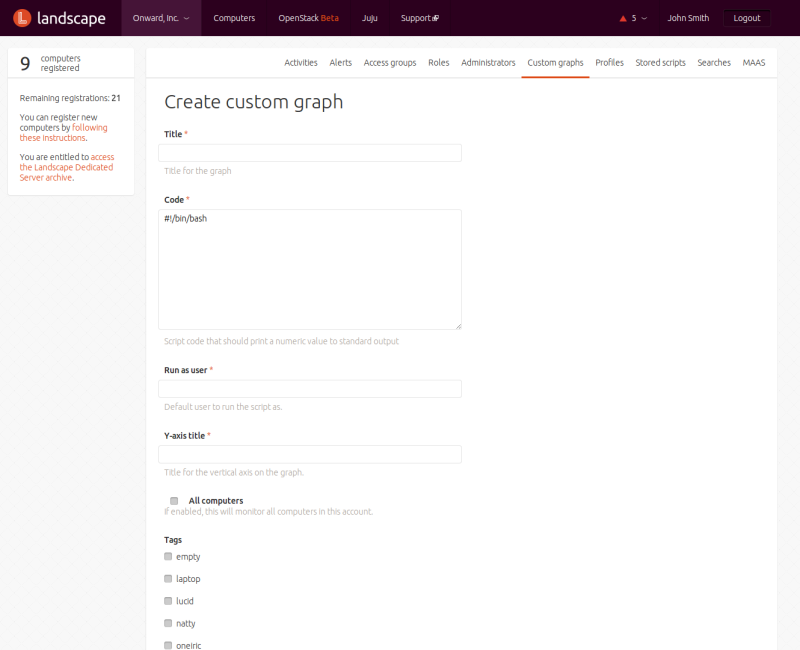 landscape
Onward, Inc.
Computers
OpenStack Beta
Juju
Support
5
John Smith
Logout
9 computers
registered
Remaining registrations: 21
You can register new
computers by following
these instructions.
You are entitled to access
the Landscape Dedicated
Server archive.
Activities
Alerts
Access groups
Roles
Administrators
Custom graphs
Profiles
Stored scripts
Searches
MAAS
Create custom graph
Title *
Title for the graph
Code *
#!/bin/bash
Script code that should print a numeric value to standard output
Run as user *
Default user to run the script as.
Y-axis title *
Title for the vertical axis on the graph.
All computers
If enabled, this will monitor all computers in this account.
Tags
empty
laptop
lucid
natty
oneiric